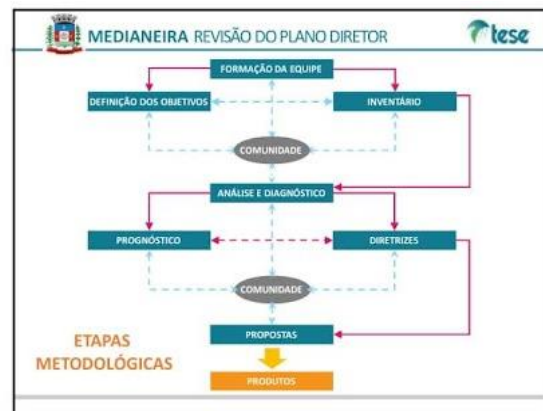 MEDIANEIRA REVISÃO DO PLANO DIRETOR
tese
FORMAÇÃO DA EQUIPE
DEFINIÇÃO DOS OBJETIVOS
INVENTÁRIO
COMUNIDADE
ANÁLISE E DIAGNÓSTICO
PROGNÓSTICO
DIRETRIZES
COMUNIDADE
PROPOSTAS
ETAPAS
METODOLÓGICAS
PRODUTOS